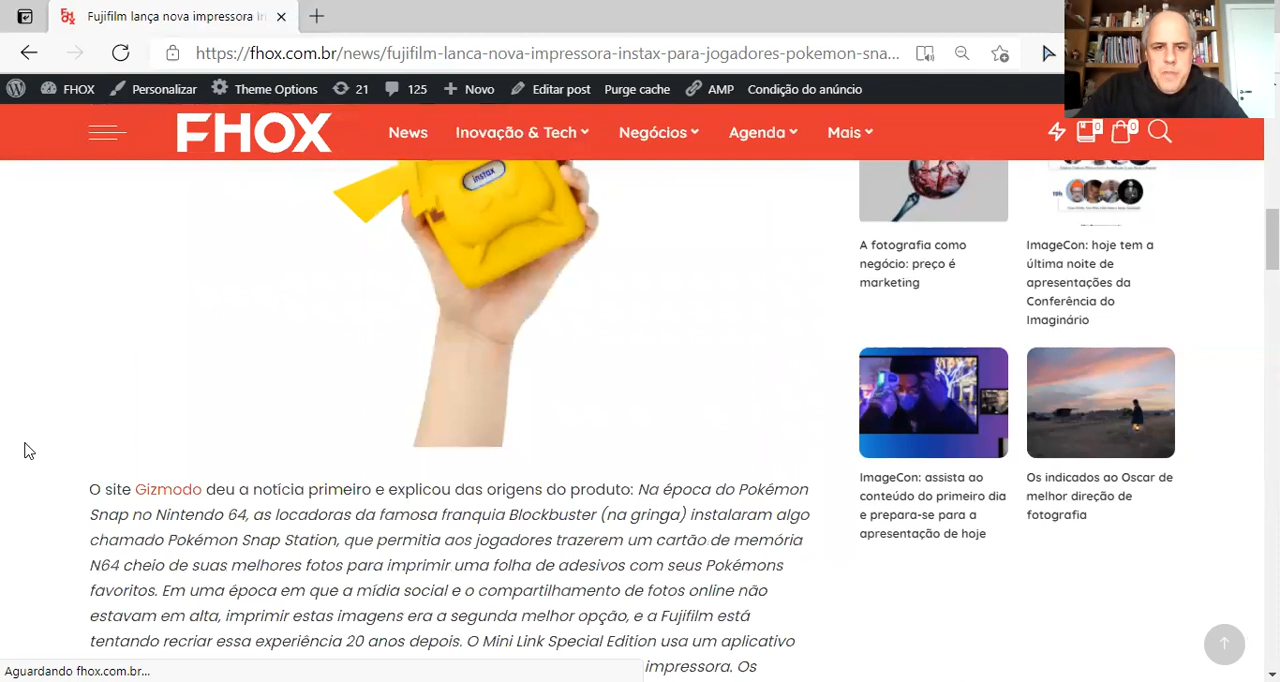 Fujifilm lança nova impressora in
https://fhox.com.br/news/fujifilm-lanca-nova-impressora-instax-para-jogadores-pokemon-sna...
FHOX Personalizar Theme Options 21 125 Novo Editar post Purge cache AMP Condição do anúncio
FHOX News Inovação & Tech Negócios Agenda Mais 0 0
instax
19h
A fotografia como
negócio: preço é
marketing
ImageCon: hoje tem a
última noite de
apresentações da
Conferência do
Imaginário
ImageCon: assista ao
conteúdo do primeiro dia
e prepara-se para a
apresentação de hoje
Os indicados ao Oscar de
melhor direção de
fotografia
O site Gizmodo deu a notícia primeiro e explicou das origens do produto: Na época do Pokémon
Snap no Nintendo 64, as locadoras da famosa franquia Blockbuster (na gringa) instalaram algo
chamado Pokémon Snap Station, que permitia aos jogadores trazerem um cartão de memória
N64 cheio de suas melhores fotos para imprimir uma folha de adesivos com seus Pokémons
favoritos. Em uma época em que a mídia social e o compartilhamento de fotos online não
estavam em alta, imprimir estas imagens era a segunda melhor opção, e a Fujifilm está
tentando recriar essa experiência 20 anos depois. O Mini Link Special Edition usa um aplicativo
impressora. Os
Aguardando fhox.com.br...